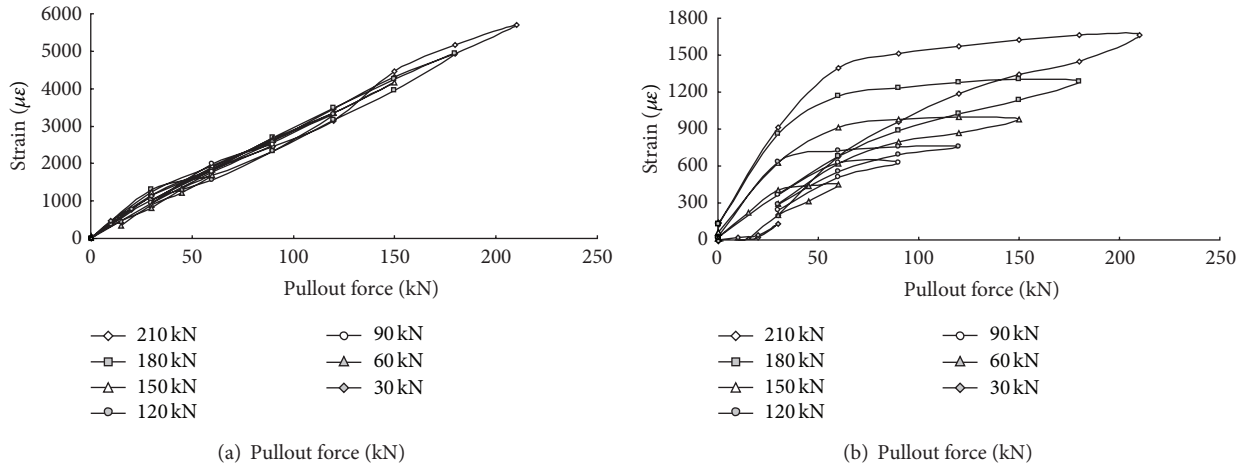 6000
5000
4000
3000
2000
1000
0
Strain (με)
0 50 100 150 200 250
Pullout force (kN)
210 kN
180 kN
150 kN
120 kN
90 kN
60 kN
30 kN
(a) Pullout force (kN)
1800
1500
1200
900
600
300
0
Strain (με)
0 50 100 150 200 250
Pullout force (kN)
210 kN
180 kN
150 kN
120 kN
90 kN
60 kN
30 kN
(b) Pullout force (kN)